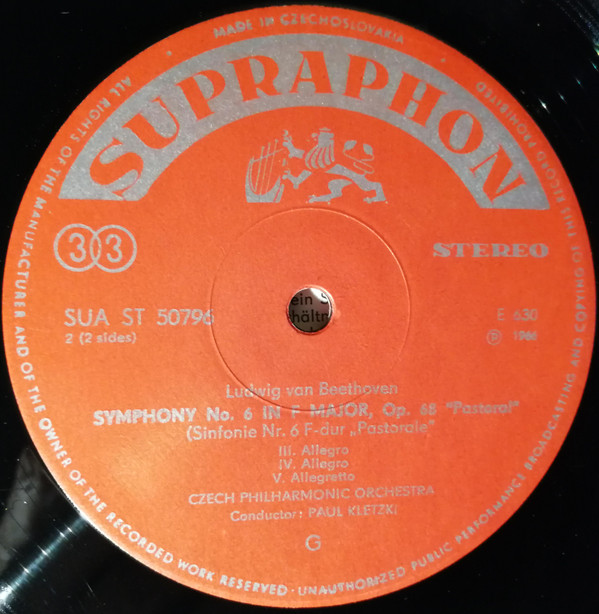 MADE IN CZECHOSLOVARIA
ALL RIGHTS OF THE MANUFACTURER AND OF THE OWNER OF THE RECORDED WORK RESERVED · UNAUTHORIZED PUBLIC PERFORMANCE BROADCASTING AND COPYING OF THIS RECORD PROHIBITED
SUPRAPHON
33
STEREO
SUA ST 50796
E 630
2 (2 sides)
℗ 1966
ein S
hältn
Ludwig van Beethoven
SYMPHONY No. 6 IN F MAJOR, Op. 68 "Pastoral"
(Sinfonie Nr. 6 F-dur „Pastorale"
III. Allegro
IV. Allegro
V. Allegretto
CZECH PHILHARMONIC ORCHESTRA
Conductor: PAUL KLETZKI
G